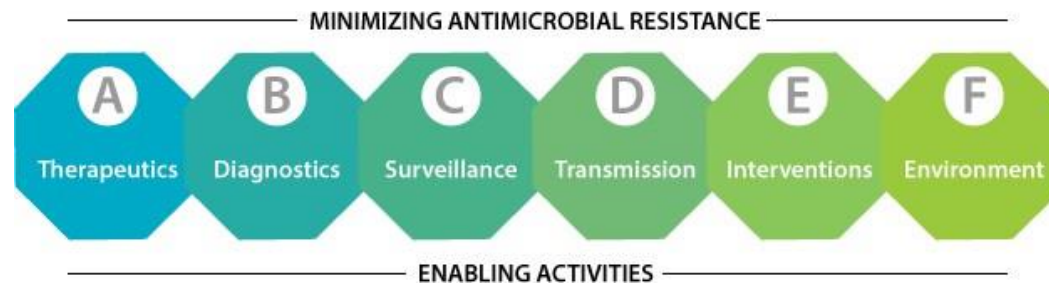 MINIMIZING ANTIMICROBIAL RESISTANCE
A B C D E F
Therapeutics Diagnostics Surveillance Transmission Interventions Environment
ENABLING ACTIVITIES